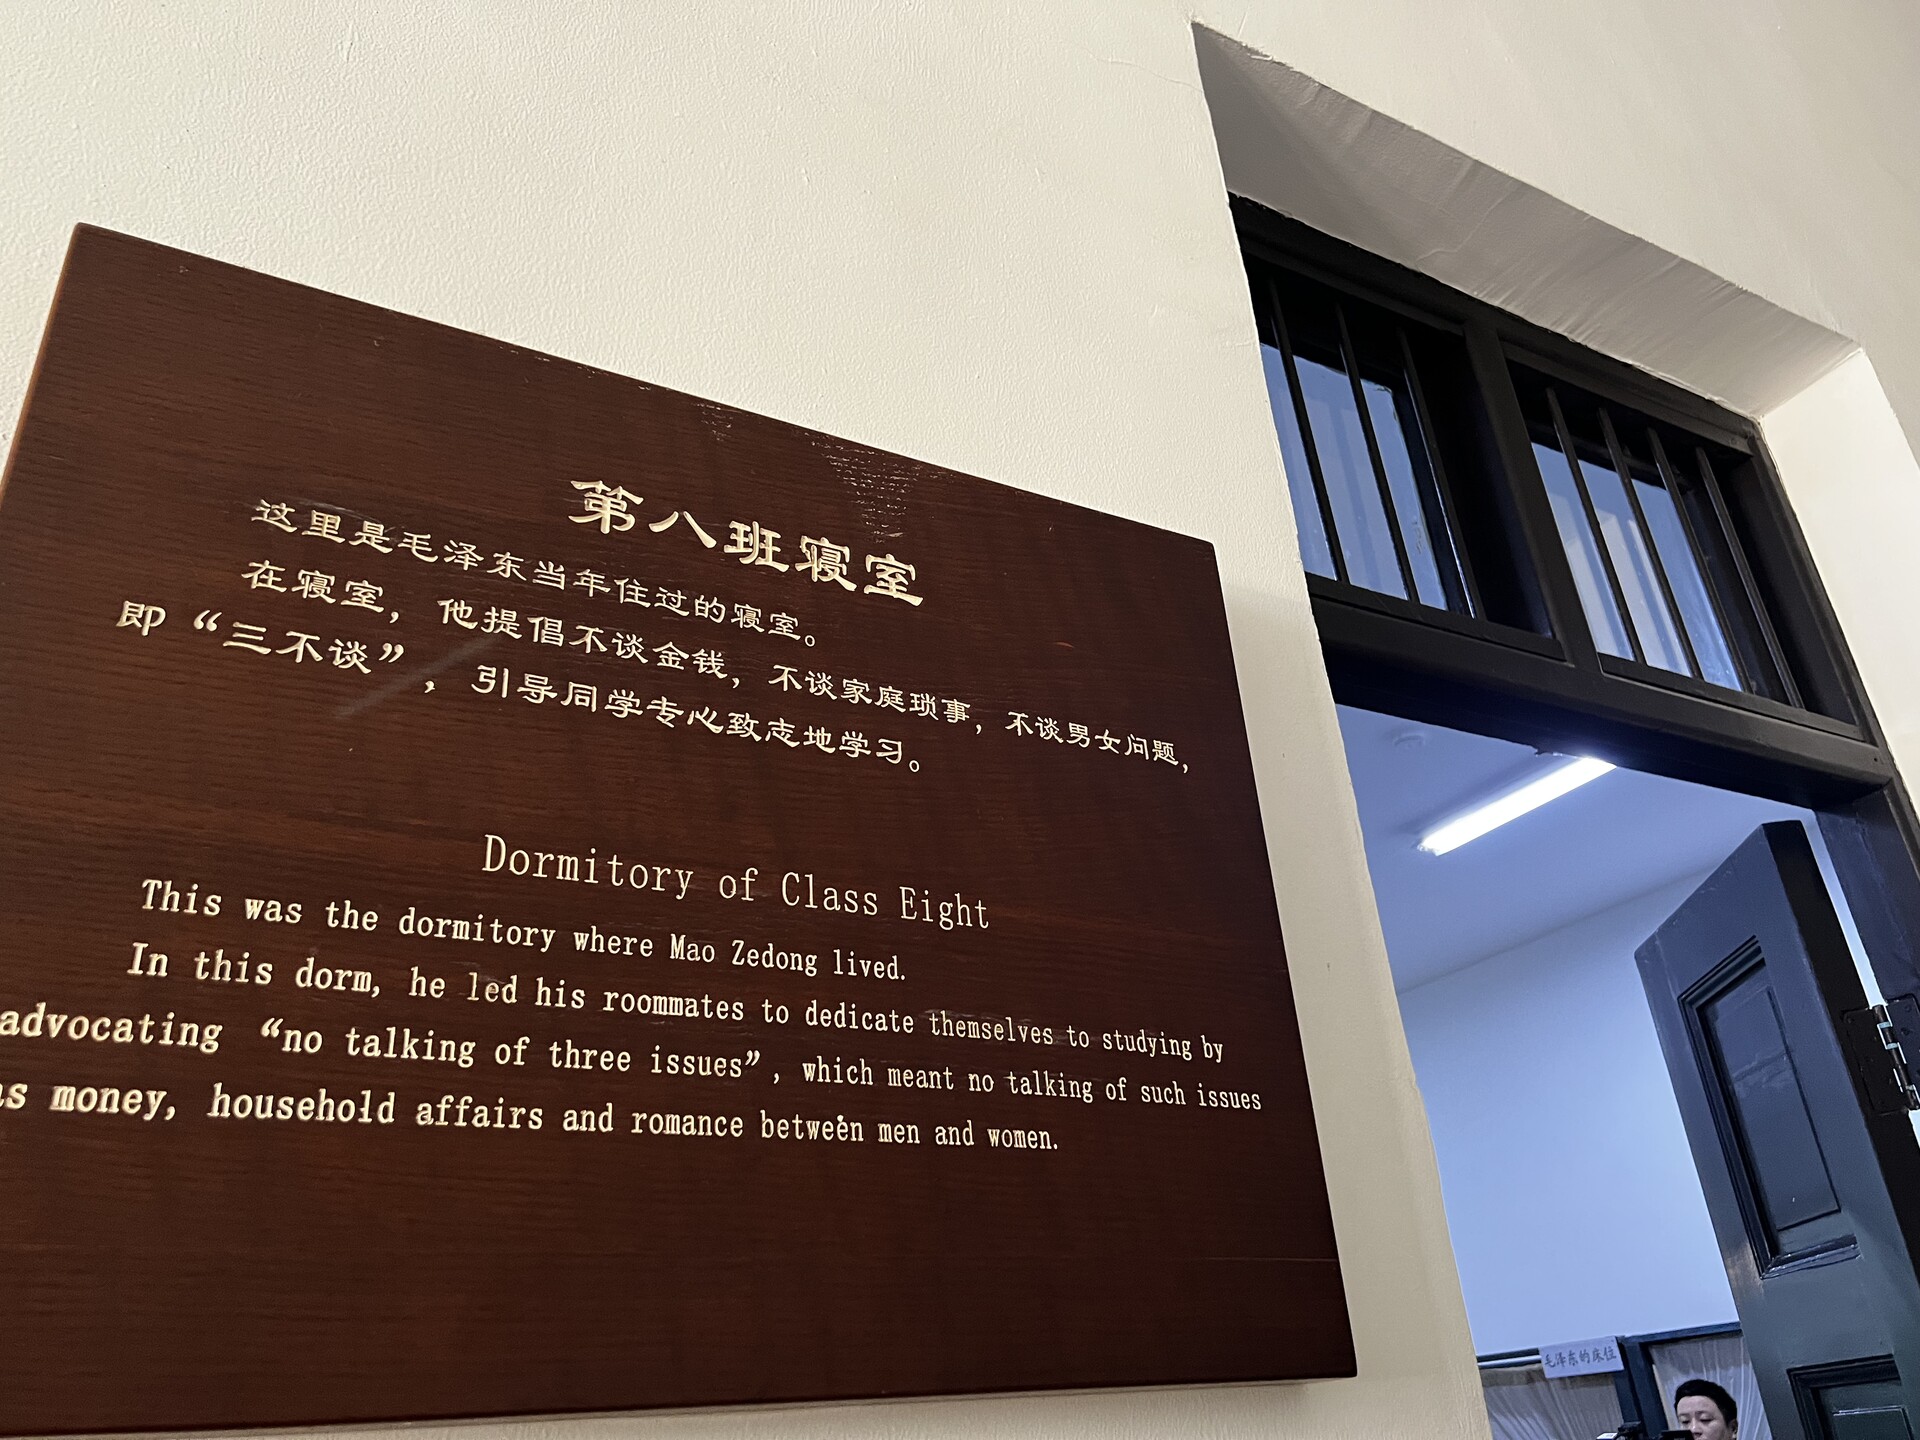 第八班寝室
这里是毛泽东当年住过的寝室。
在寝室，他提倡不谈金钱，不谈家庭琐事，不谈男女问题，
即“三不谈”，引导同学专心致志地学习。
Dormitory of Class Eight
This was the dormitory where Mao Zedong lived.
In this dorm, he led his roommates to dedicate themselves to studying by
advocating “no talking of three issues”, which meant no talking of such issues
as money, household affairs and romance between men and women.
毛泽东的床位